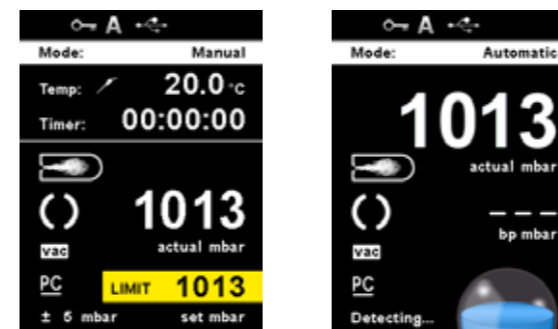 A
Mode: Manual
Temp: 20.0 °C
Timer: 00:00:00
1013
actual mbar
vac
PC
LIMIT 1013
± 5 mbar set mbar
A
Mode: Automatic
1013
actual mbar
---
bp mbar
vac
PC
Detecting...